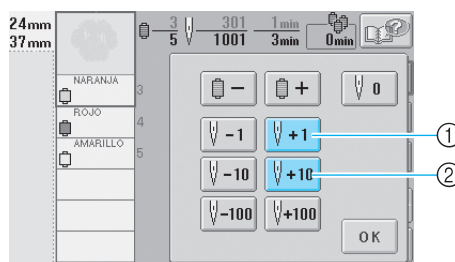 24mm
37mm
3
5
301
1001
1min
3min
0min
NARANJA
3
ROJO
4
AMARILLO
5
- + 0
-1 +1
-10 +10
-100 +100
OK
1
2